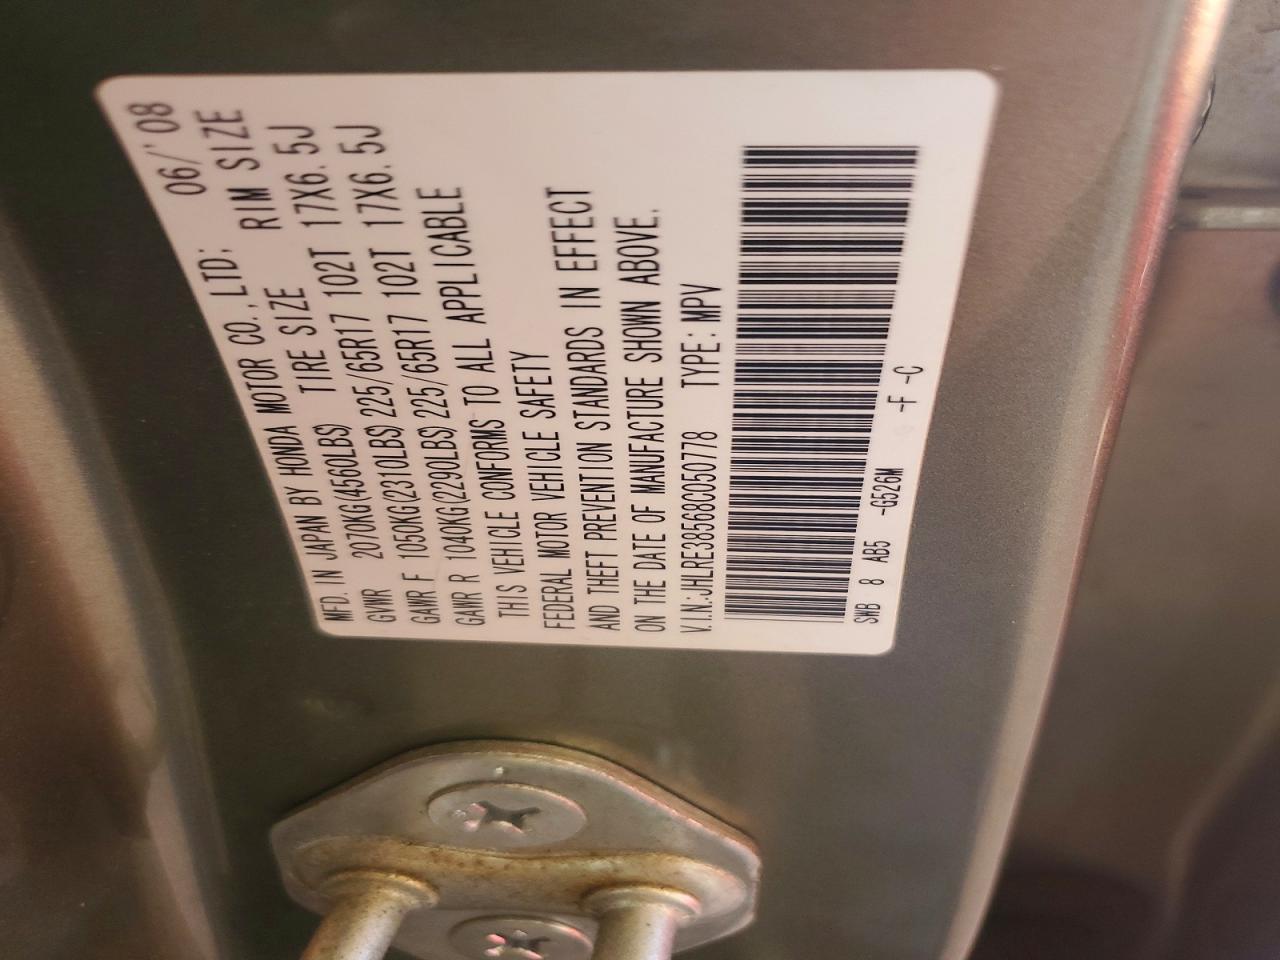 MFD. IN JAPAN BY HONDA MOTOR CO., LTD; 06/'08
GVWR 2070KG(4560LBS) TIRE SIZE RIM SIZE
GAWR F 1050KG(2310LBS) 225/65R17 102T 17X6.5J
GAWR R 1040KG(2290LBS) 225/65R17 102T 17X6.5J
THIS VEHICLE CONFORMS TO ALL APPLICABLE
FEDERAL MOTOR VEHICLE SAFETY
AND THEFT PREVENTION STANDARDS IN EFFECT
ON THE DATE OF MANUFACTURE SHOWN ABOVE.
V.I.N.:JHLRE38568C050778 TYPE:MPV
SWB 8 AB5 -G526M -F -C